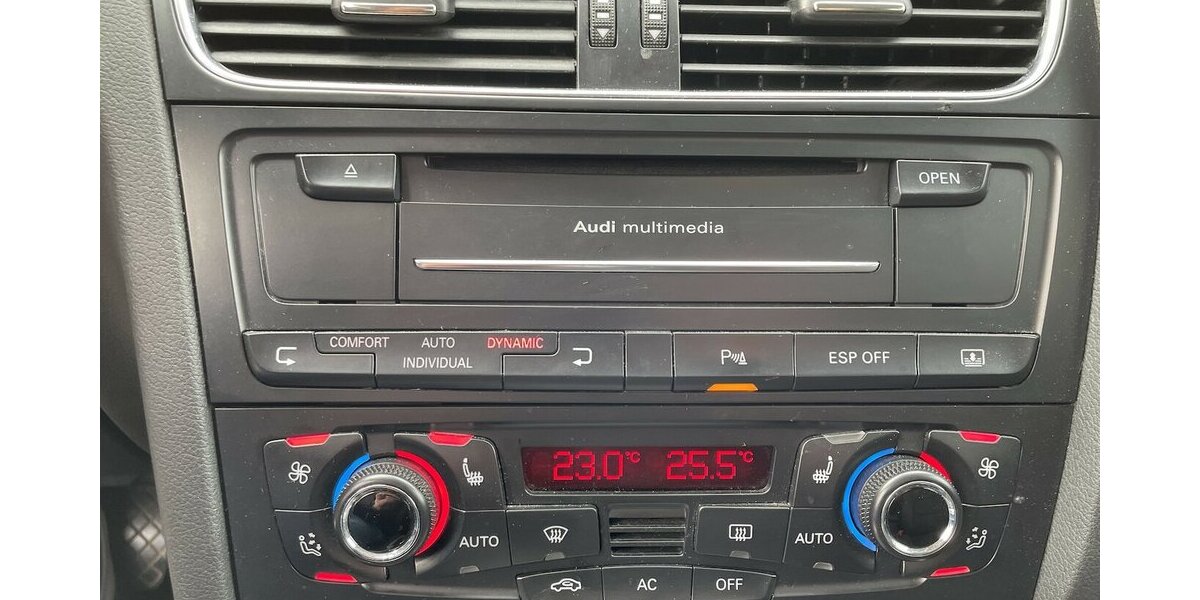 OPEN
Audi multimedia
COMFORT AUTO DYNAMIC
INDIVIDUAL
P
ESP OFF
23.0°C 25.5°C
AUTO
AUTO
AC
OFF